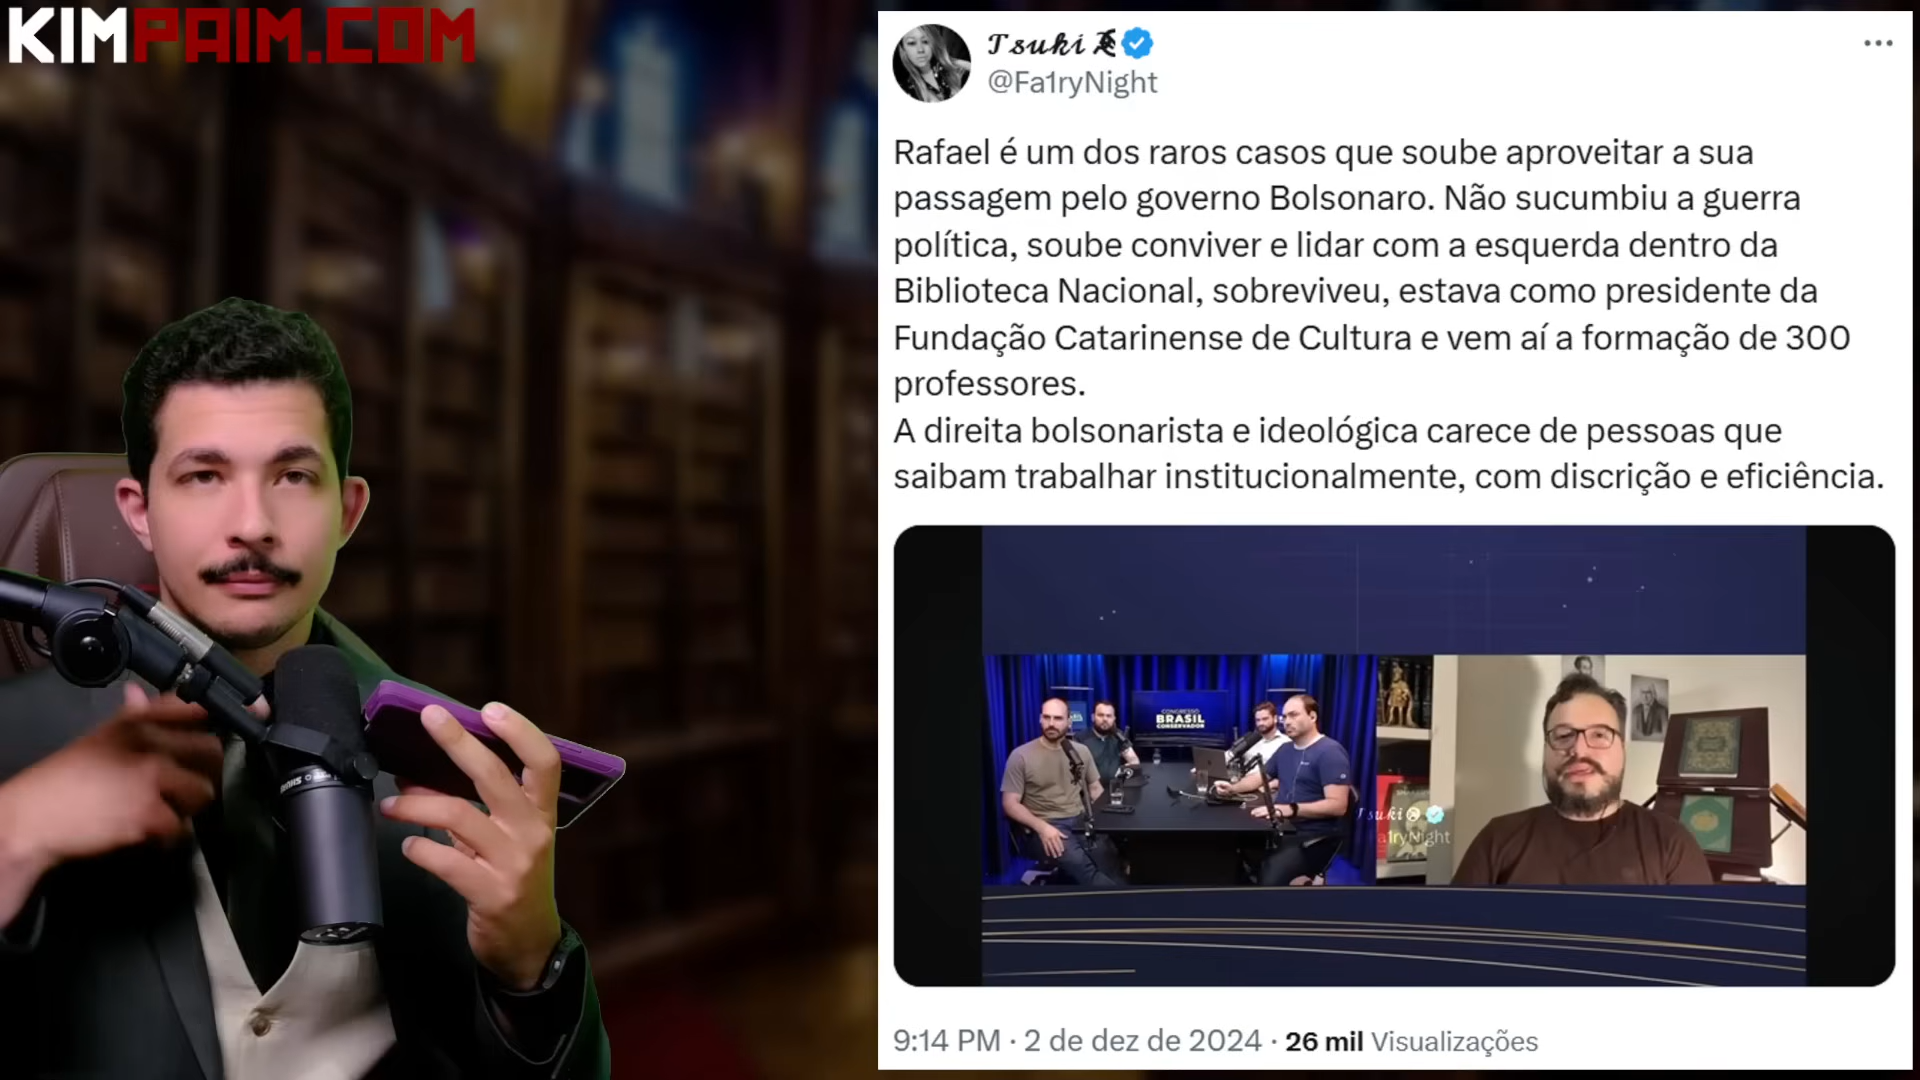 KIMPAIM.COM
Tsuki
@Fa1ryNight
Rafael é um dos raros casos que soube aproveitar a sua
passagem pelo governo Bolsonaro. Não sucumbiu a guerra
política, soube conviver e lidar com a esquerda dentro da
Biblioteca Nacional, sobreviveu, estava como presidente da
Fundação Catarinense de Cultura e vem aí a formação de 300
professores.
A direita bolsonarista e ideológica carece de pessoas que
saibam trabalhar institucionalmente, com discrição e eficiência.
CONGRESSO
BRASIL
CONSERVADOR
9:14 PM · 2 de dez de 2024 · 26 mil Visualizações